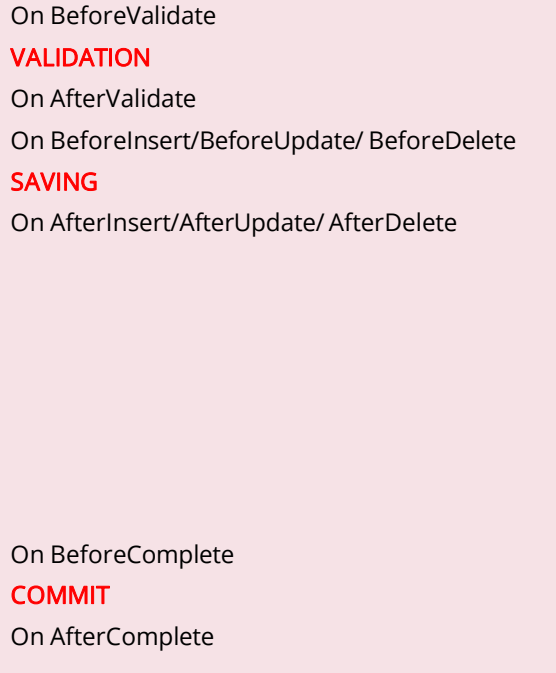 On BeforeValidate
VALIDATION
On AfterValidate
On BeforeInsert/BeforeUpdate/ BeforeDelete
SAVING
On AfterInsert/AfterUpdate/ AfterDelete
On BeforeComplete
COMMIT
On AfterComplete